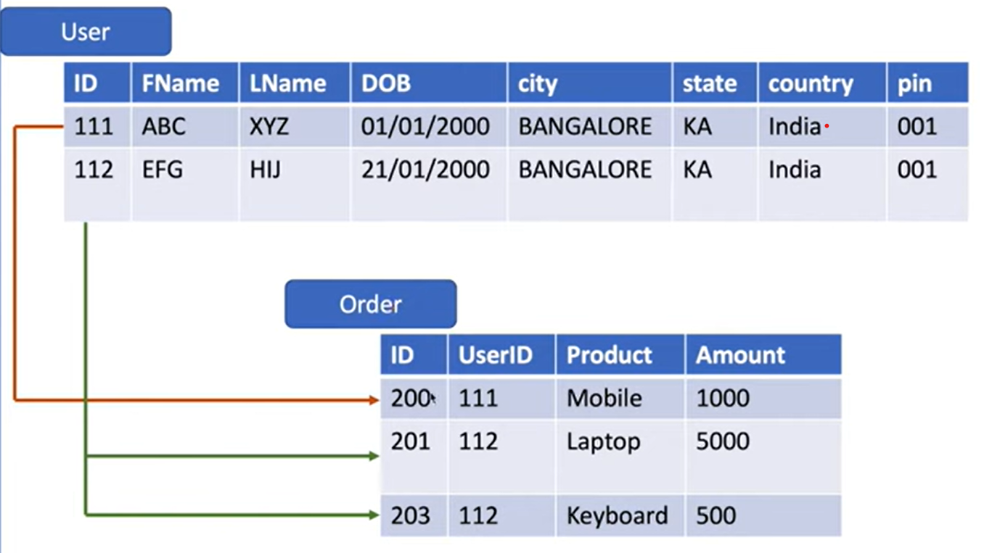 User
ID FName LName DOB city state country pin
111 ABC XYZ 01/01/2000 BANGALORE KA India 001
112 EFG HIJ 21/01/2000 BANGALORE KA India 001
Order
ID UserID Product Amount
200 111 Mobile 1000
201 112 Laptop 5000
203 112 Keyboard 500